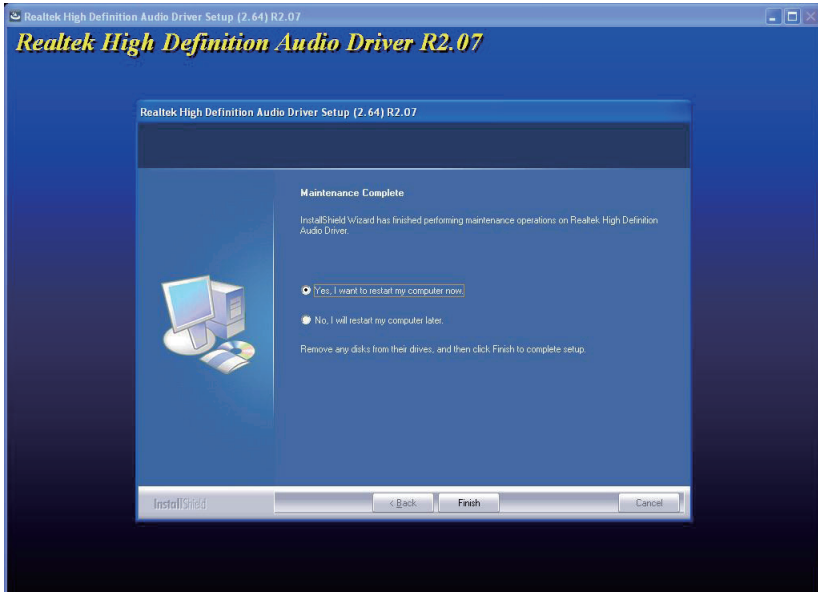 Realtek High Definition Audio Driver Setup (2.64) R2.07
Realtek High Definition Audio Driver R2.07
Realtek High Definition Audio Driver Setup (2.64) R2.07
Maintenance Complete
InstallShield Wizard has finished performing maintenance operations on Realtek High Definition
Audio Driver.
Yes, I want to restart my computer now.
No, I will restart my computer later.
Remove any disks from their drives, and then click Finish to complete setup.
InstallShield
< Back
Finish
Cancel